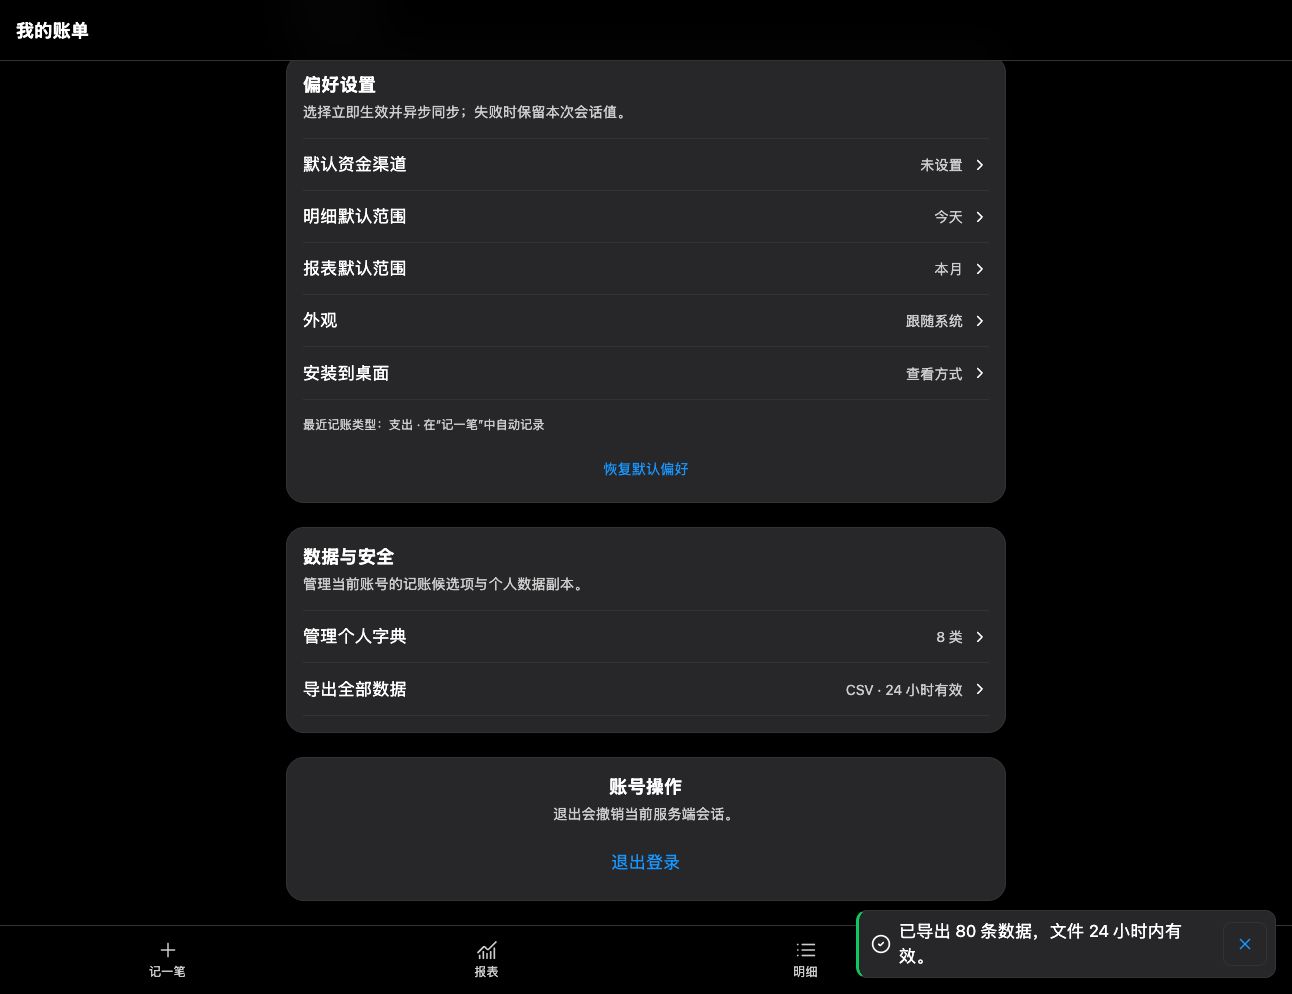 我的账单
偏好设置
选择立即生效并异步同步；失败时保留本次会话值。
默认资金渠道
未设置
明细默认范围
今天
报表默认范围
本月
外观
跟随系统
安装到桌面
查看方式
最近记账类型：支出 · 在“记一笔”中自动记录
恢复默认偏好
数据与安全
管理当前账号的记账候选项与个人数据副本。
管理个人字典
8 类
导出全部数据
CSV · 24 小时有效
账号操作
退出会撤销当前服务端会话。
退出登录
记一笔
报表
明细
已导出 80 条数据，文件 24 小时内有
效。